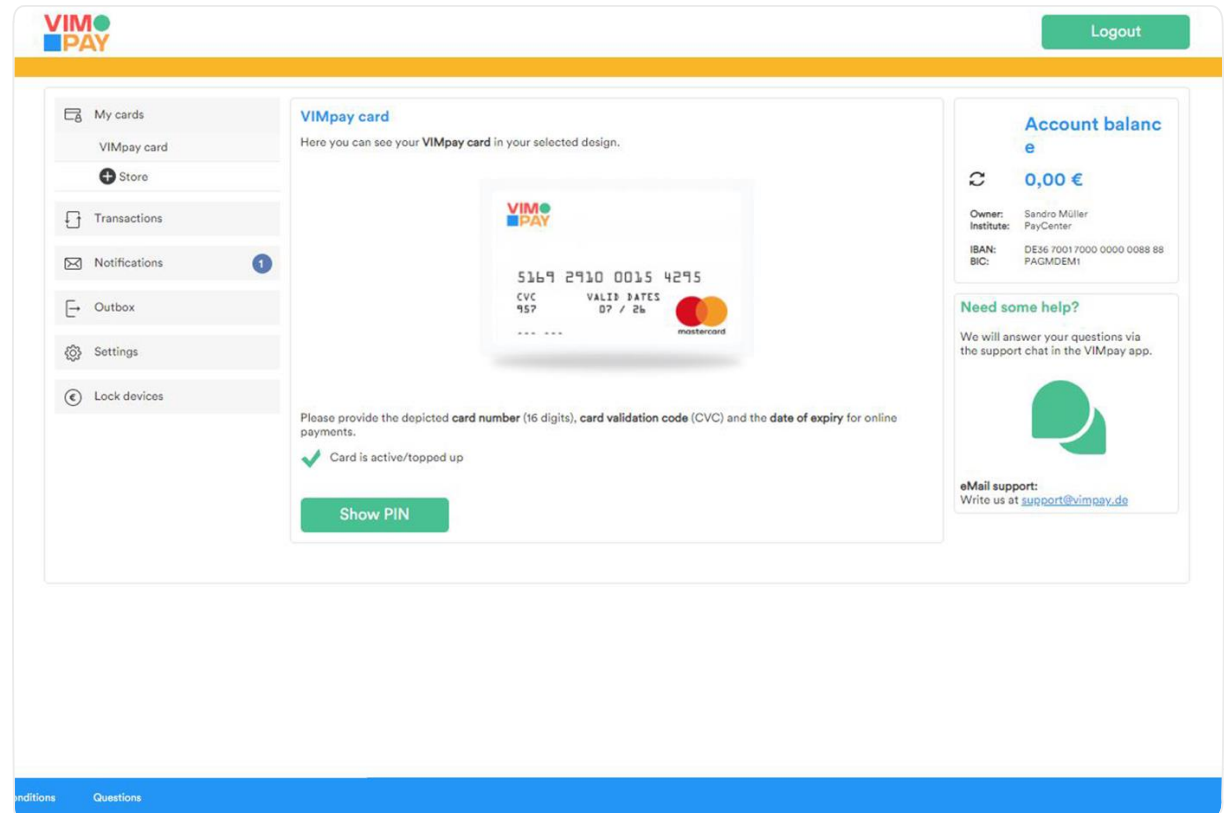 VIM
PAY
Logout
My cards
VIMpay card
Store
Transactions
Notifications 1
Outbox
Settings
Lock devices
VIMpay card
Here you can see your VIMpay card in your selected design.
VIM
PAY
5169 2910 0015 4295
CVC VALID DATES
957 07 / 26
--- ---
mastercard
Please provide the depicted card number (16 digits), card validation code (CVC) and the date of expiry for online
payments.
Card is active/topped up
Show PIN
Account balanc
e
0,00 €
Owner: Sandro Müller
Institute: PayCenter
IBAN: DE36 7001 7000 0000 0088 88
BIC: PAGMDEM1
Need some help?
We will answer your questions via
the support chat in the VIMpay app.
eMail support:
Write us at support@vimpay.de
onditions Questions